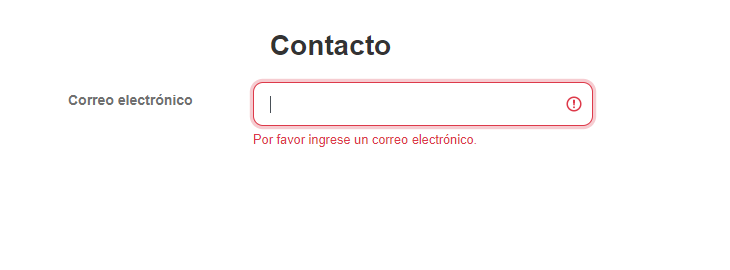 Contacto
Correo electrónico
Por favor ingrese un correo electrónico.